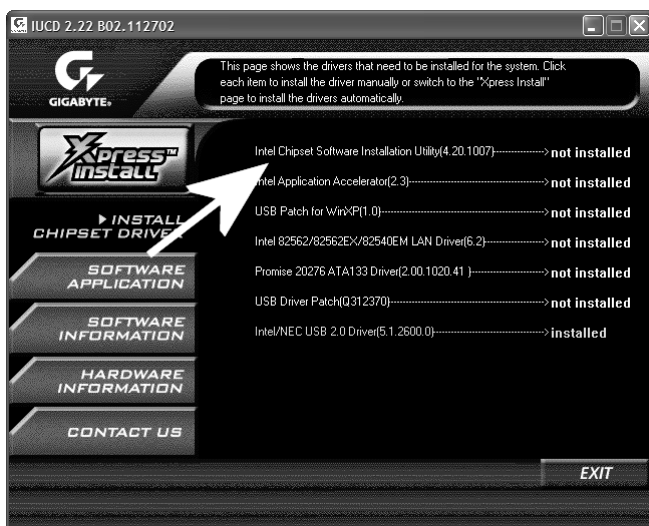 IUCD 2.22 B02.112702
GIGABYTE
This page shows the drivers that need to be installed for the system. Click
each item to install the driver manually or switch to the "Xpress Install"
page to install the drivers automatically.
Xpress™
Install
INSTALL
CHIPSET DRIVER
SOFTWARE
APPLICATION
SOFTWARE
INFORMATION
HARDWARE
INFORMATION
CONTACT US
Intel Chipset Software Installation Utility(4.20.1007)----------------> not installed
Intel Application Accelerator(2.3)----------------> not installed
USB Patch for WinXP(1.0)----------------> not installed
Intel 82562/82562EX/82540EM LAN Driver(6.2)----------------> not installed
Promise 20276 ATA133 Driver(2.00.1020.41 )----------------> not installed
USB Driver Patch(Q312370)----------------> not installed
Intel/NEC USB 2.0 Driver(5.1.2600.0)----------------> installed
EXIT